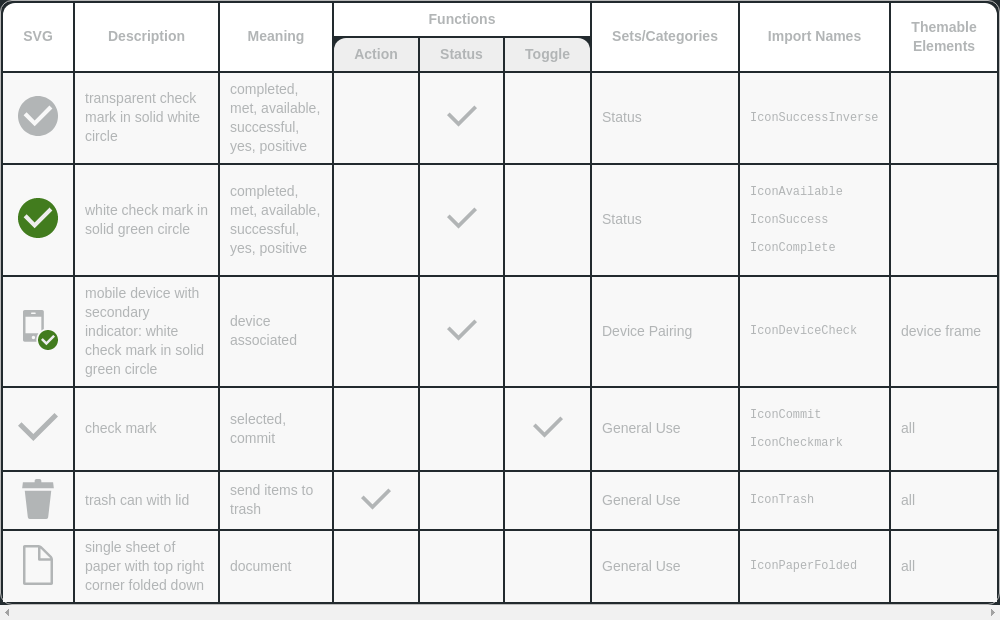 SVG
Description
Meaning
Functions
Action
Status
Toggle
Sets/Categories
Import Names
Themable
Elements
transparent check
mark in solid white
circle
completed,
met, available,
successful,
yes, positive
Status
IconSuccessInverse
white check mark in
solid green circle
completed,
met, available,
successful,
yes, positive
Status
IconAvailable
IconSuccess
IconComplete
mobile device with
secondary
indicator: white
check mark in solid
green circle
device
associated
Device Pairing
IconDeviceCheck
device frame
check mark
selected,
commit
General Use
IconCommit
IconCheckmark
all
trash can with lid
send items to
trash
General Use
IconTrash
all
single sheet of
paper with top right
corner folded down
document
General Use
IconPaperFolded
all